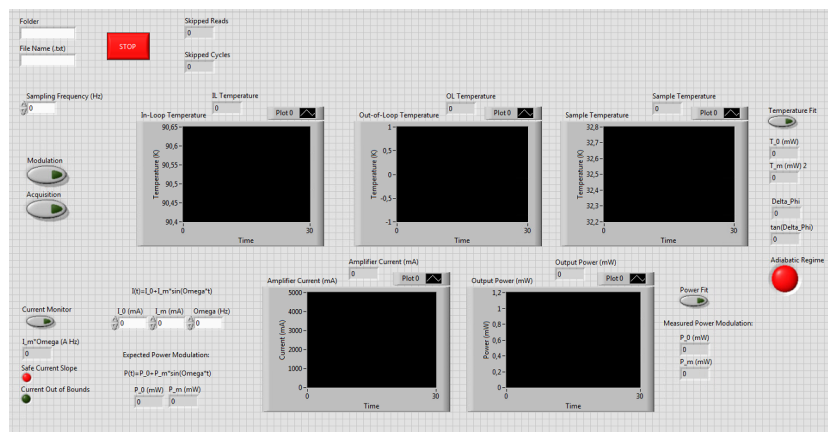 Folder
File Name (.txt)
STOP
Skipped Reads
0
Skipped Cycles
0
Sampling Frequency (Hz)
0
Modulation
Acquisition
IL Temperature
0
In-Loop Temperature
Plot 0
90,65
90,6
90,55
90,5
90,45
90,4
Temperature (K)
0
30
Time
OL Temperature
0
Out-of-Loop Temperature
Plot 0
1
0,5
0
-0,5
-1
Temperature (K)
0
30
Time
Sample Temperature
0
Sample Temperature
Plot 0
32,8
32,7
32,6
32,5
32,4
32,3
32,2
Temperature (K)
0
30
Time
Temperature Fit
T_0 (mW)
0
T_m (mW) 2
0
Delta_Phi
0
tan(Delta_Phi)
0
Adiabatic Regime
Current Monitor
I_m*Omega (A Hz)
0
Safe Current Slope
Current Out of Bounds
I(t)=I_0+I_m*sin(Omega*t)
I_0 (mA) I_m (mA) Omega (Hz)
0 0 0
Expected Power Modulation:
P(t)=P_0+P_m*sin(Omega*t)
P_0 (mW) P_m (mW)
0 0
Amplifier Current (mA)
0
Amplifier Current (mA)
Plot 0
5000
4000
3000
2000
1000
0
Current (mA)
0
30
Time
Output Power (mW)
0
Output Power (mW)
Plot 0
1,2
1
0,8
0,6
0,4
0,2
0
Power (mW)
0
30
Time
Power Fit
Measured Power Modulation:
P_0 (mW)
0
P_m (mW)
0